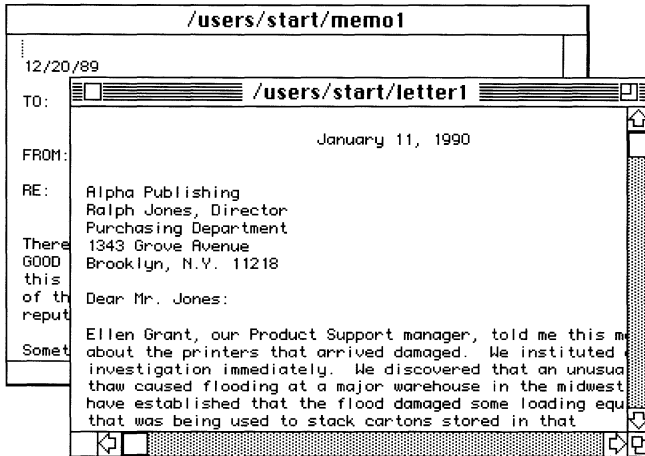 /users/start/memo1
12/20/89
TO:
FROM:
RE:
There
GOOD
this
of th
reput
Somet
/users/start/letter1
January 11, 1990
Alpha Publishing
Ralph Jones, Director
Purchasing Department
1343 Grove Avenue
Brooklyn, N.Y. 11218
Dear Mr. Jones:
Ellen Grant, our Product Support manager, told me this m
about the printers that arrived damaged.  We instituted
investigation immediately.  We discovered that an unusua
thaw caused flooding at a major warehouse in the midwest
have established that the flood damaged some loading equ
that was being used to stack cartons stored in that